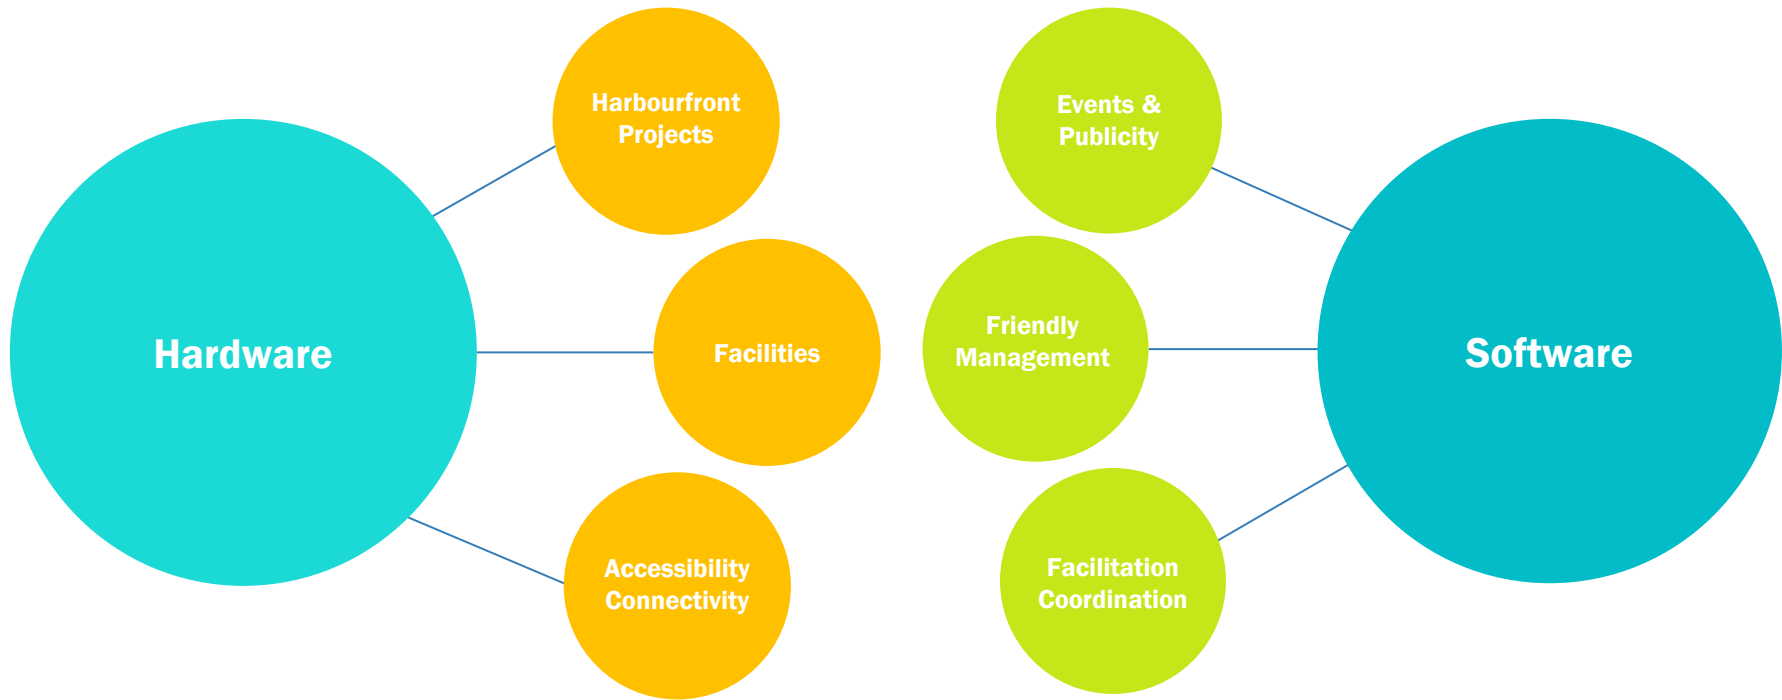 Hardware
Harbourfront
Projects
Facilities
Accessibility
Connectivity
Events &
Publicity
Friendly
Management
Facilitation
Coordination
Software